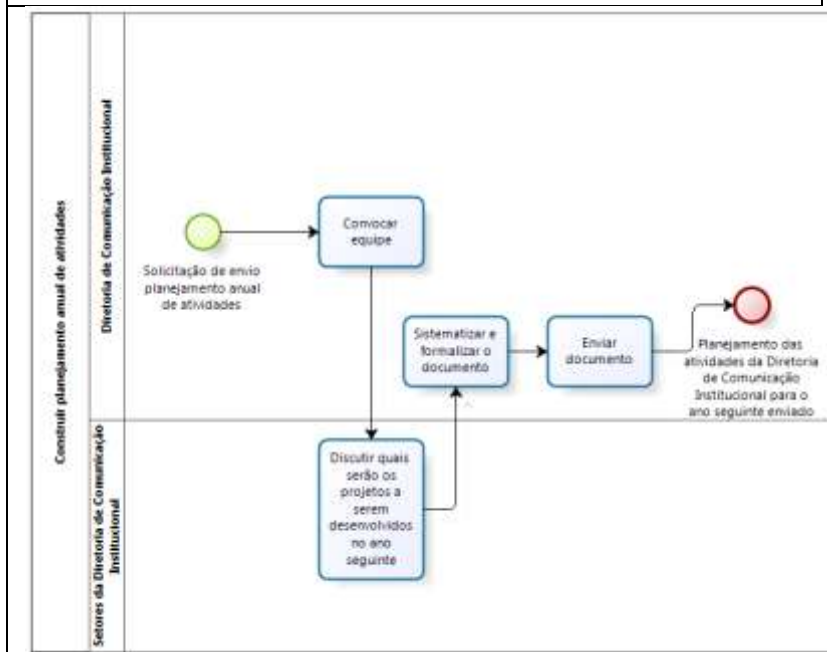 Construir planejamento anual de atividades
Diretoria de Comunicação Institucional
Solicitação de envio
planejamento anual
de atividades
Convocar
equipe
Sistematizar e
formalizar o
documento
Enviar
documento
Planejamento das
atividades da Diretoria
de Comunicação
Institucional para o
ano seguinte enviado
Setores da Diretoria de Comunicação
Institucional
Discutir quais
serão os
projetos a
serem
desenvolvidos
no ano
seguinte